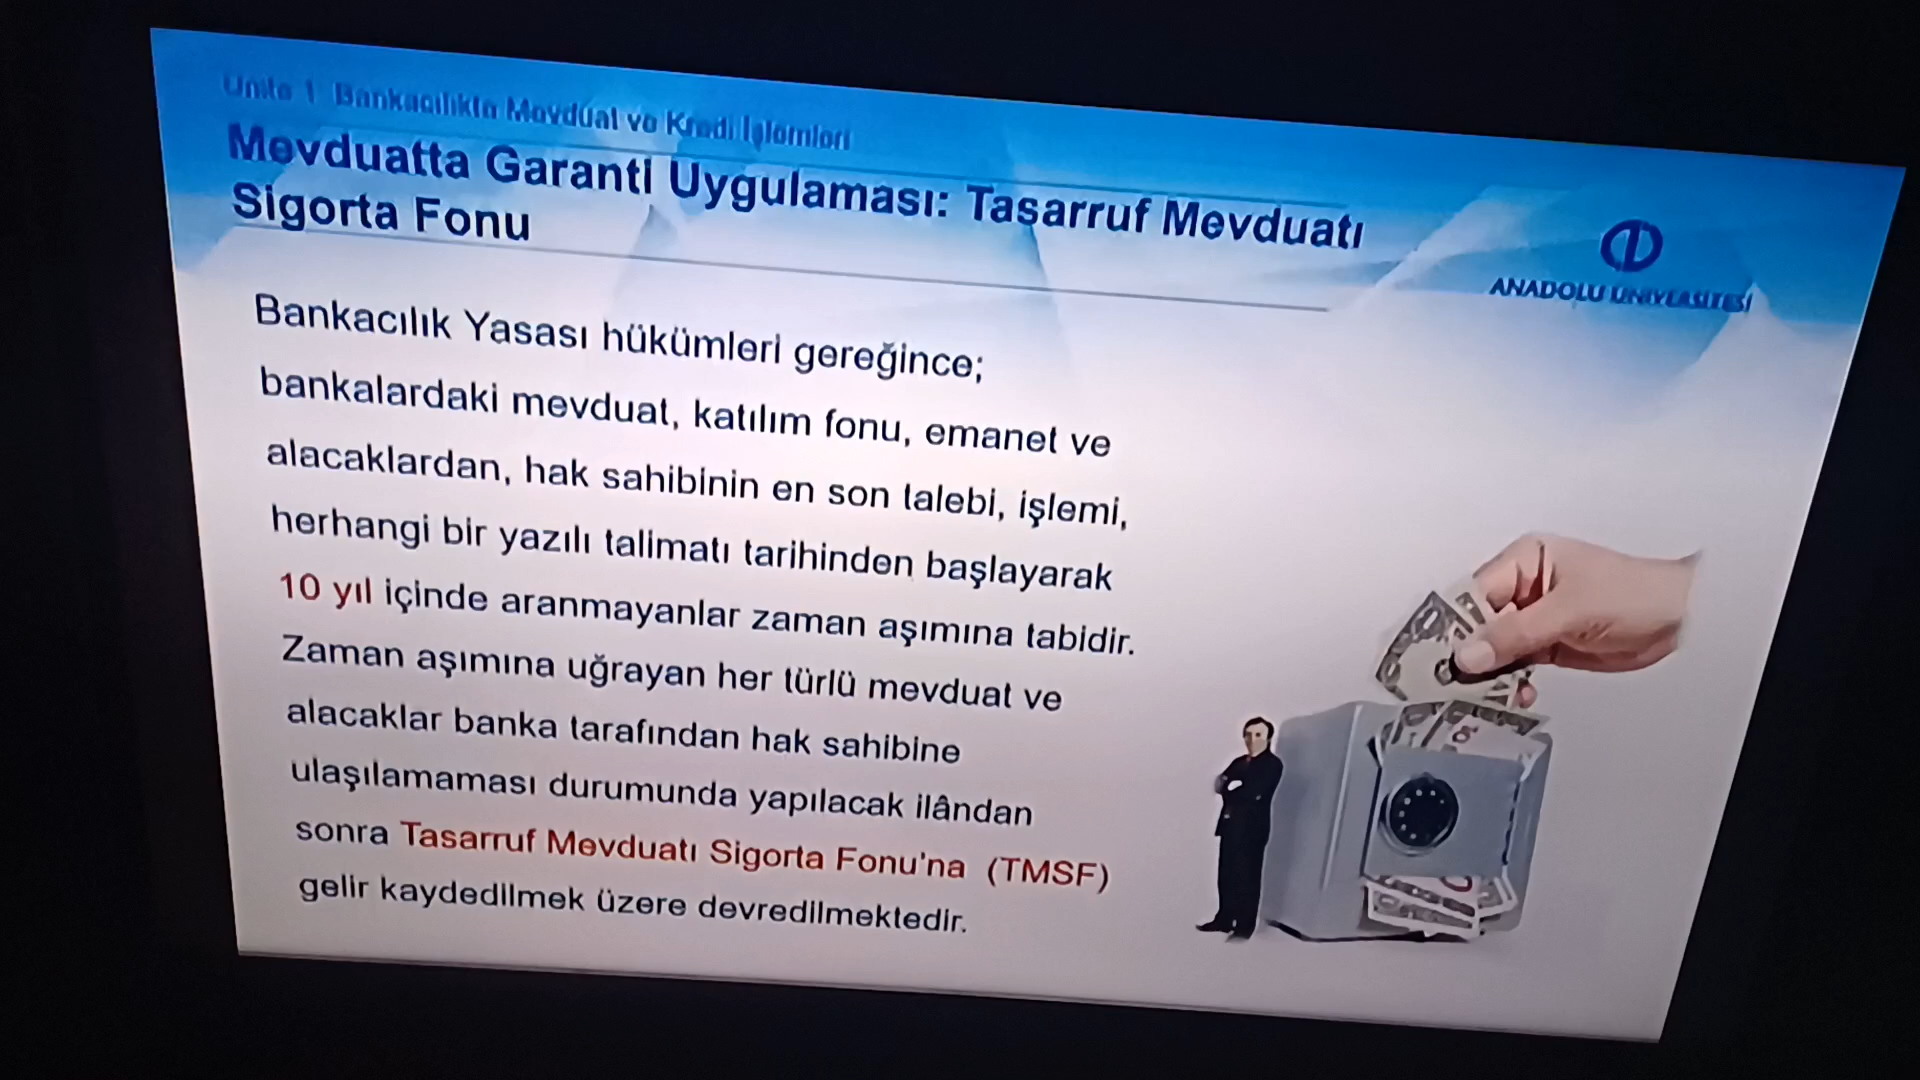 Ünite 1 Bankacılıkta Mevduat ve Kredi İşlemleri
Mevduatta Garanti Uygulaması: Tasarruf Mevduatı
Sigorta Fonu
ANADOLU ÜNİVERSİTESİ
Bankacılık Yasası hükümleri gereğince;
bankalardaki mevduat, katılım fonu, emanet ve
alacaklardan, hak sahibinin en son talebi, işlemi,
herhangi bir yazılı talimatı tarihinden başlayarak
10 yıl içinde aranmayanlar zaman aşımına tabidir.
Zaman aşımına uğrayan her türlü mevduat ve
alacaklar banka tarafından hak sahibine
ulaşılamaması durumunda yapılacak ilândan
sonra Tasarruf Mevduatı Sigorta Fonu'na (TMSF)
gelir kaydedilmek üzere devredilmektedir.